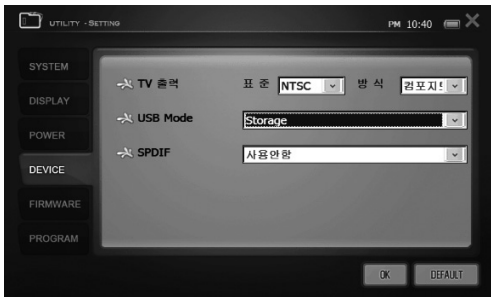 UTILITY - SETTING
PM 10:40
SYSTEM
DISPLAY
POWER
DEVICE
FIRMWARE
PROGRAM
TV 출력 표 준 NTSC 방 식
USB Mode Storage
SPDIF 사용안함
OK DEFAULT